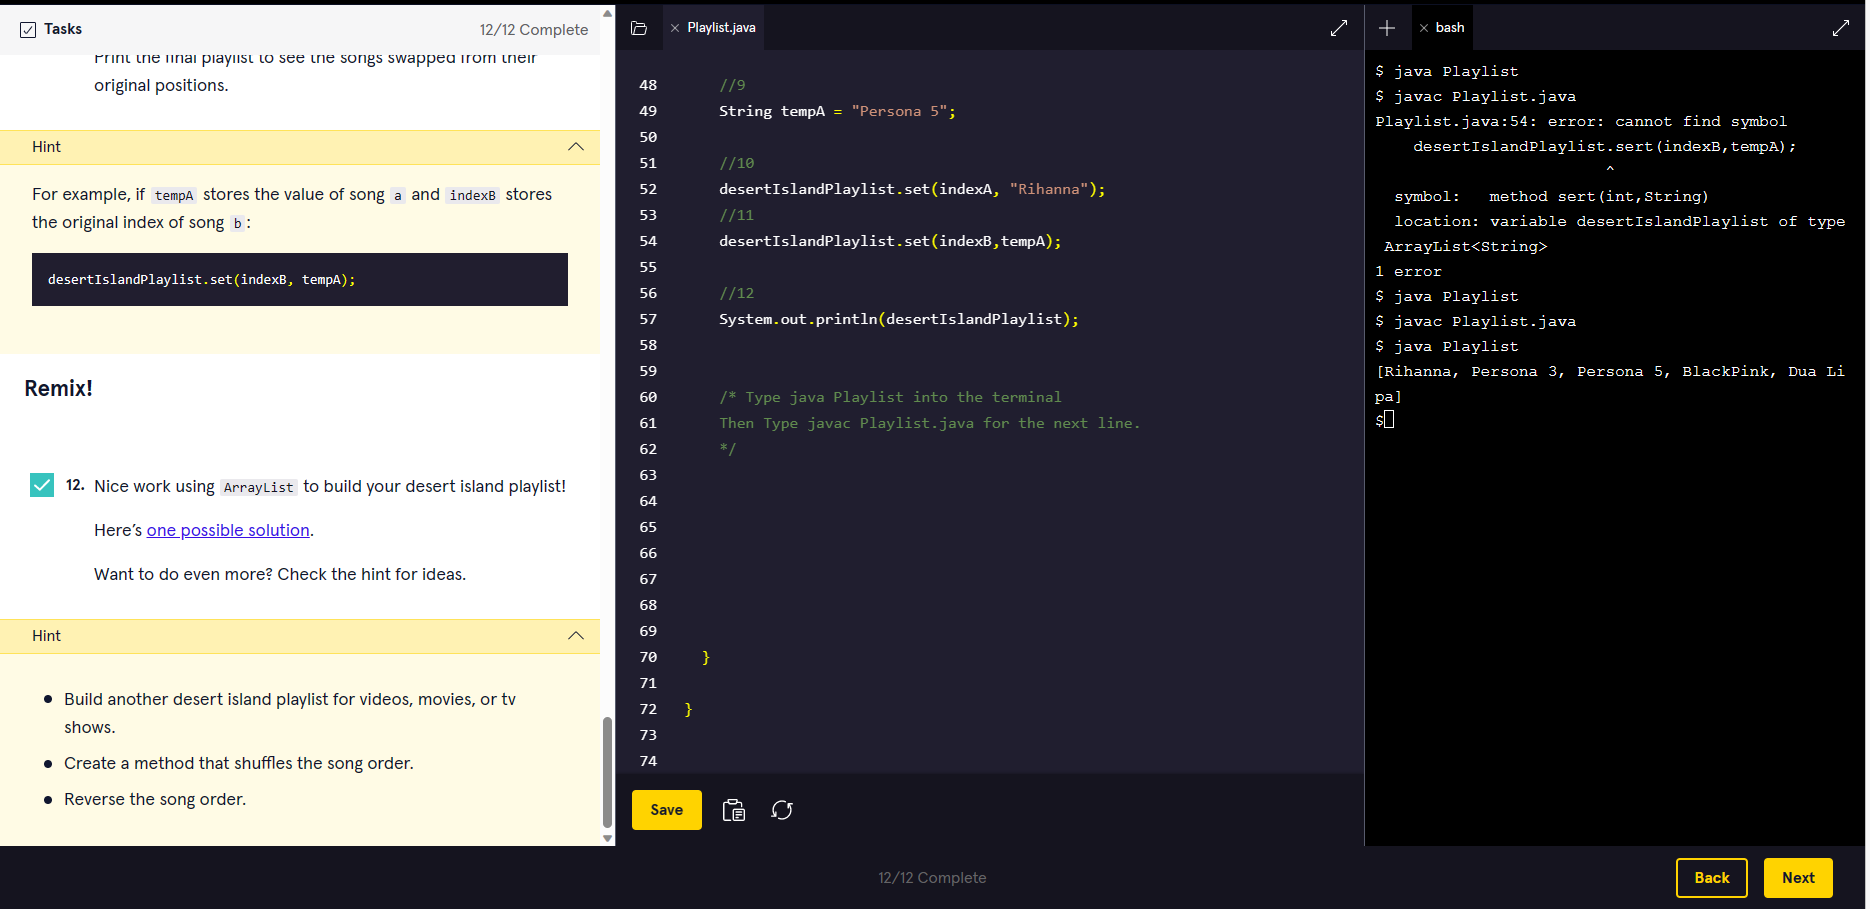 Tasks
12/12 Complete
Print the final playlist to see the songs swapped from their
original positions.
Hint
For example, if tempA stores the value of song a and indexB stores
the original index of song b :
desertIslandPlaylist.set(indexB, tempA);
Remix!
12. Nice work using ArrayList to build your desert island playlist!
Here’s one possible solution.
Want to do even more? Check the hint for ideas.
Hint
Build another desert island playlist for videos, movies, or tv
shows.
Create a method that shuffles the song order.
Reverse the song order.
Playlist.java
48 //9
49 String tempA = "Persona 5";
50
51 //10
52 desertIslandPlaylist.set(indexA, "Rihanna");
53 //11
54 desertIslandPlaylist.set(indexB,tempA);
55
56 //12
57 System.out.println(desertIslandPlaylist);
58
59
60 /* Type java Playlist into the terminal
61 Then Type javac Playlist.java for the next line.
62 */
63
64
65
66
67
68
69
70 }
71
72 }
73
74
Save
bash
$ java Playlist
$ javac Playlist.java
Playlist.java:54: error: cannot find symbol
desertIslandPlaylist.sert(indexB,tempA);
^
symbol: method sert(int,String)
location: variable desertIslandPlaylist of type
ArrayList<String>
1 error
$ java Playlist
$ javac Playlist.java
$ java Playlist
[Rihanna, Persona 3, Persona 5, BlackPink, Dua Li
pa]
$
12/12 Complete
Back
Next